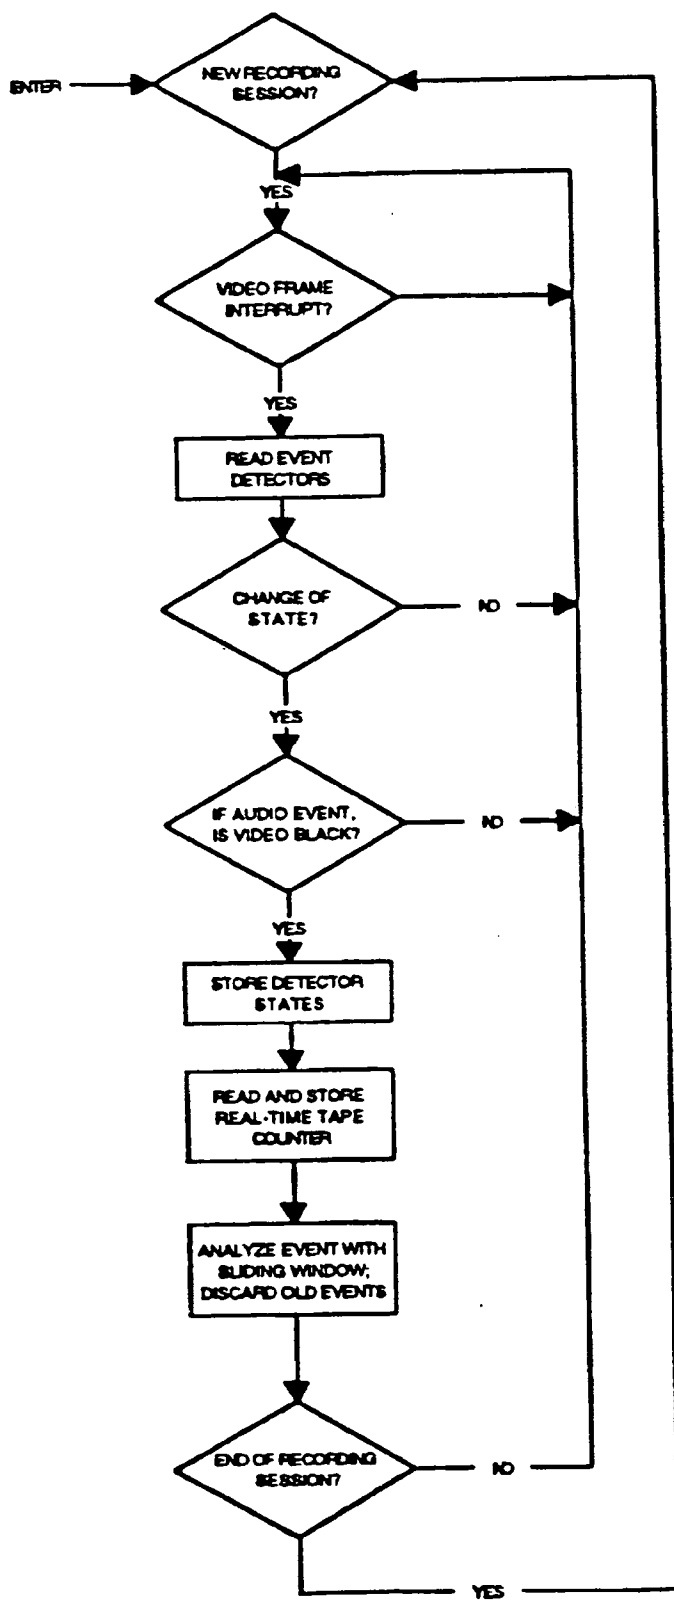 NEW RECORDING
SESSION?
ENTER
YES
VIDEO FRAME
INTERRUPT?
YES
READ EVENT
DETECTORS
CHANGE OF
STATE?
NO
YES
IF AUDIO EVENT,
IS VIDEO BLACK?
NO
YES
STORE DETECTOR
STATES
READ AND STORE
REAL-TIME TAPE
COUNTER
ANALYZE EVENT WITH
SLIDING WINDOW;
DISCARD OLD EVENTS
END OF RECORDING
SESSION?
NO
YES